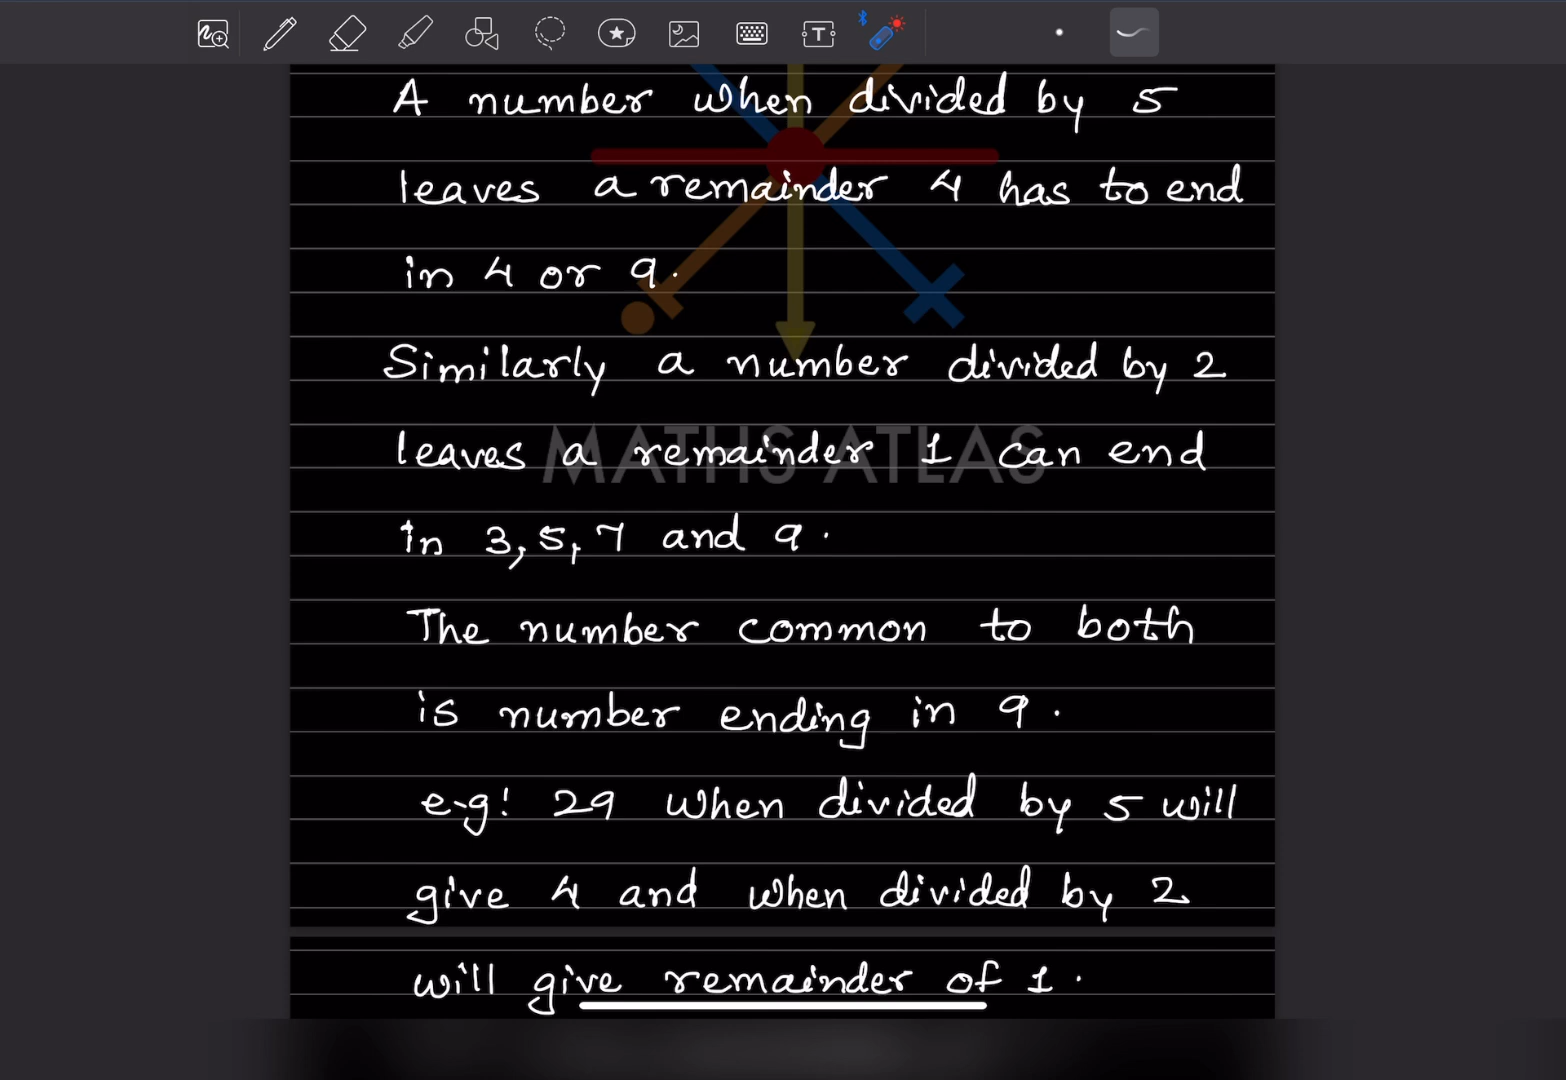 A number when divided by 5
leaves a remainder 4 has to end
in 4 or 9.
Similarly a number divided by 2
leaves a remainder 1 can end
in 3, 5, 7 and 9.
MATHS ATLAS
The number common to both
is number ending in 9.
e-g! 29 when divided by 5 will
give 4 and when divided by 2
will give remainder of 1.